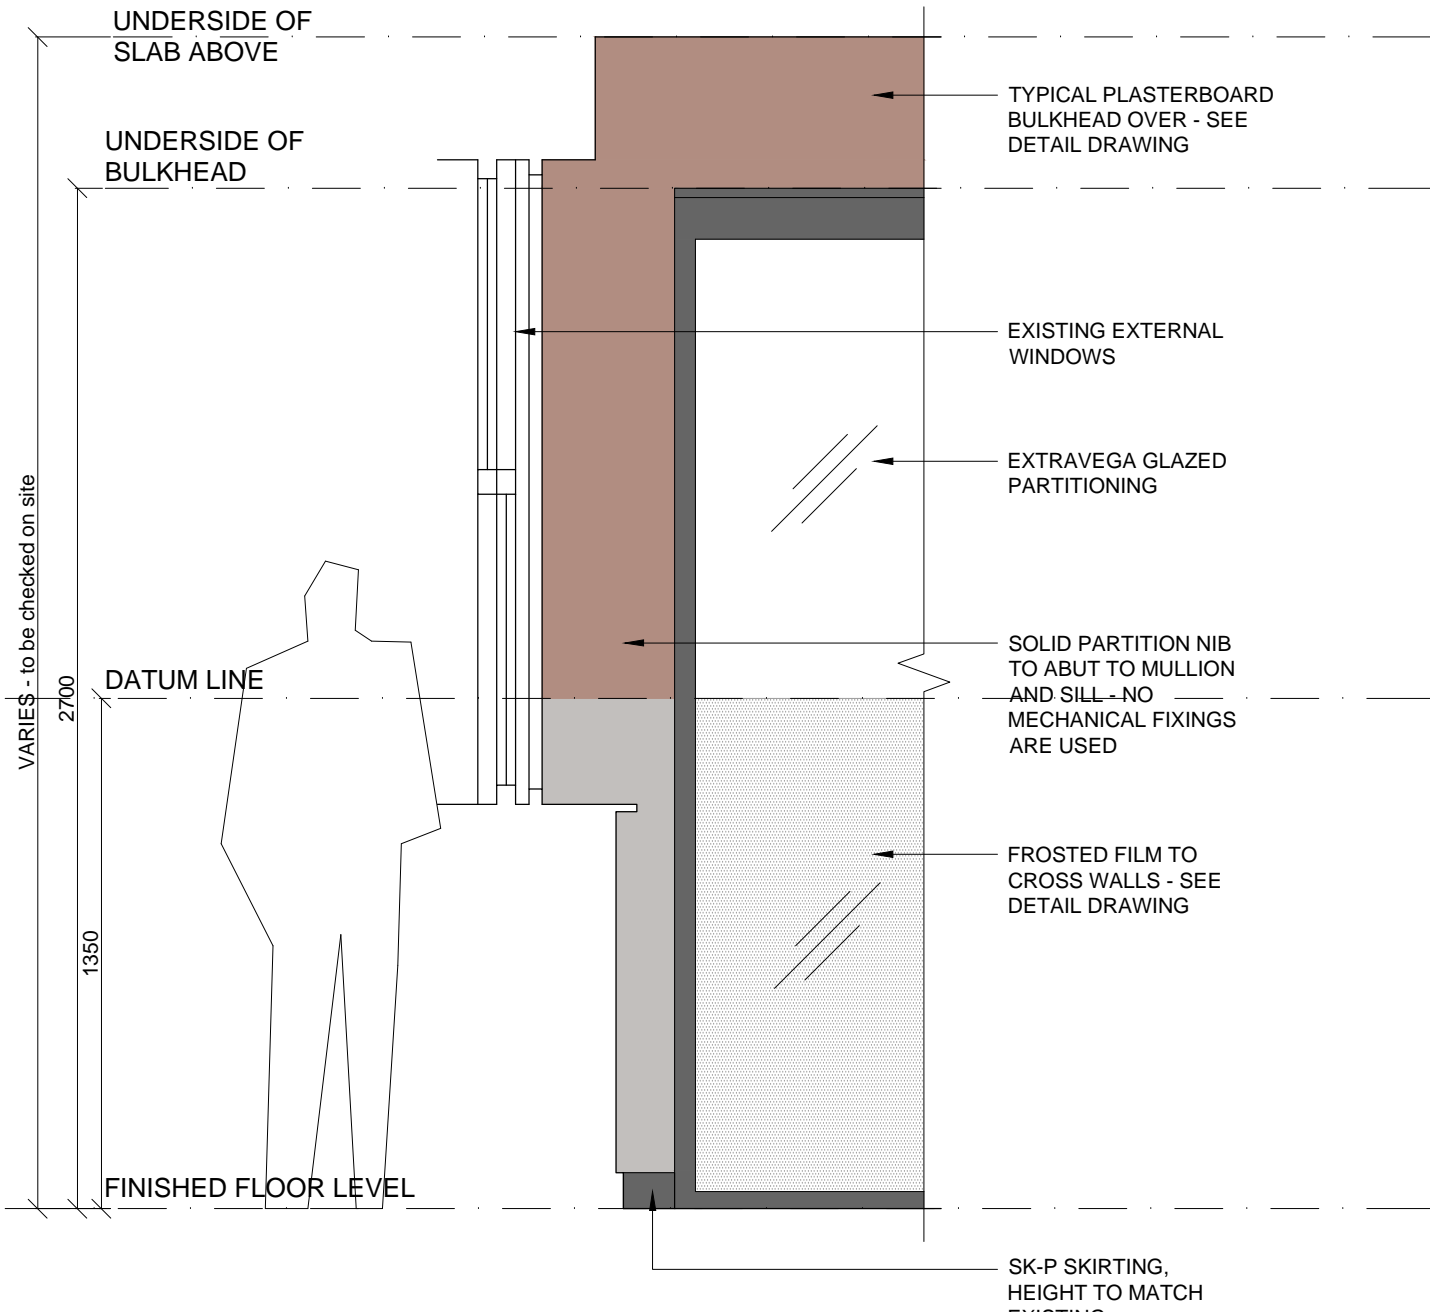 UNDERSIDE OF
SLAB ABOVE
TYPICAL PLASTERBOARD
BULKHEAD OVER - SEE
DETAIL DRAWING
UNDERSIDE OF
BULKHEAD
EXISTING EXTERNAL
WINDOWS
EXTRAVEGA GLAZED
PARTITIONING
VARIES - to be checked on site
2700
DATUM LINE
SOLID PARTITION NIB
TO ABUT TO MULLION
AND SILL - NO
MECHANICAL FIXINGS
ARE USED
FROSTED FILM TO
CROSS WALLS - SEE
DETAIL DRAWING
1350
FINISHED FLOOR LEVEL
SK-P SKIRTING,
HEIGHT TO MATCH